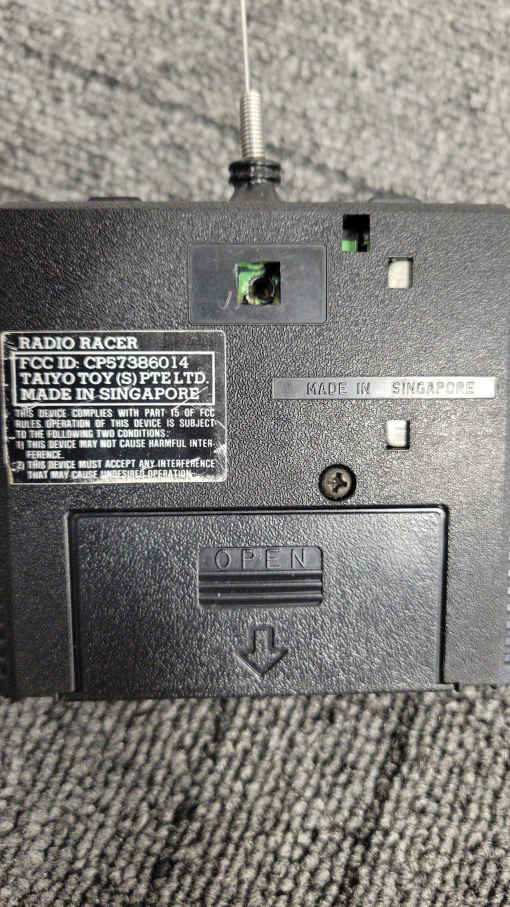 RADIO RACER
FCC ID: CP57386014
TAIYO TOY (S) PTE LTD.
MADE IN SINGAPORE
THIS DEVICE COMPLIES WITH PART 15 OF FCC
RULES. OPERATION OF THIS DEVICE IS SUBJECT
TO THE FOLLOWING TWO CONDITIONS:
1) THIS DEVICE MAY NOT CAUSE HARMFUL INTER-
FERENCE.
2) THIS DEVICE MUST ACCEPT ANY INTERFERENCE
THAT MAY CAUSE UNDESIRED OPERATION.
MADE IN SINGAPORE
OPEN